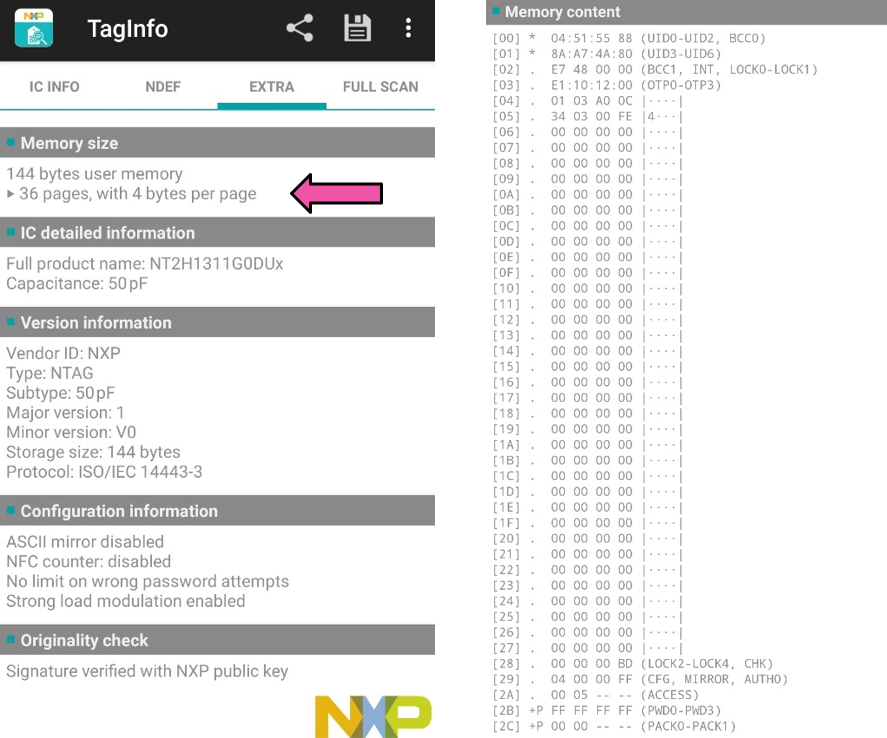 NXP
TagInfo
IC INFO
NDEF
EXTRA
FULL SCAN
Memory size
144 bytes user memory
▸ 36 pages, with 4 bytes per page
IC detailed information
Full product name: NT2H1311G0DUx
Capacitance: 50 pF
Version information
Vendor ID: NXP
Type: NTAG
Subtype: 50 pF
Major version: 1
Minor version: V0
Storage size: 144 bytes
Protocol: ISO/IEC 14443-3
Configuration information
ASCII mirror disabled
NFC counter: disabled
No limit on wrong password attempts
Strong load modulation enabled
Originality check
Signature verified with NXP public key
NXP
Memory content
[00] * 04:51:55 88 (UID0-UID2, BCC0)
[01] * 8A:A7:4A:80 (UID3-UID6)
[02] . E7 48 00 00 (BCC1, INT, LOCK0-LOCK1)
[03] . E1:10:12:00 (OTP0-OTP3)
[04] . 01 03 A0 0C |····|
[05] . 34 03 00 FE |4···|
[06] . 00 00 00 00 |····|
[07] . 00 00 00 00 |····|
[08] . 00 00 00 00 |····|
[09] . 00 00 00 00 |····|
[0A] . 00 00 00 00 |····|
[0B] . 00 00 00 00 |····|
[0C] . 00 00 00 00 |····|
[0D] . 00 00 00 00 |····|
[0E] . 00 00 00 00 |····|
[0F] . 00 00 00 00 |····|
[10] . 00 00 00 00 |····|
[11] . 00 00 00 00 |····|
[12] . 00 00 00 00 |····|
[13] . 00 00 00 00 |····|
[14] . 00 00 00 00 |····|
[15] . 00 00 00 00 |····|
[16] . 00 00 00 00 |····|
[17] . 00 00 00 00 |····|
[18] . 00 00 00 00 |····|
[19] . 00 00 00 00 |····|
[1A] . 00 00 00 00 |····|
[1B] . 00 00 00 00 |····|
[1C] . 00 00 00 00 |····|
[1D] . 00 00 00 00 |····|
[1E] . 00 00 00 00 |····|
[1F] . 00 00 00 00 |····|
[20] . 00 00 00 00 |····|
[21] . 00 00 00 00 |····|
[22] . 00 00 00 00 |····|
[23] . 00 00 00 00 |····|
[24] . 00 00 00 00 |····|
[25] . 00 00 00 00 |····|
[26] . 00 00 00 00 |····|
[27] . 00 00 00 00 |····|
[28] . 00 00 00 BD (LOCK2-LOCK4, CHK)
[29] . 04 00 00 FF (CFG, MIRROR, AUTH0)
[2A] . 00 05 -- -- (ACCESS)
[2B] +P FF FF FF FF (PWD0-PWD3)
[2C] +P 00 00 -- -- (PACK0-PACK1)